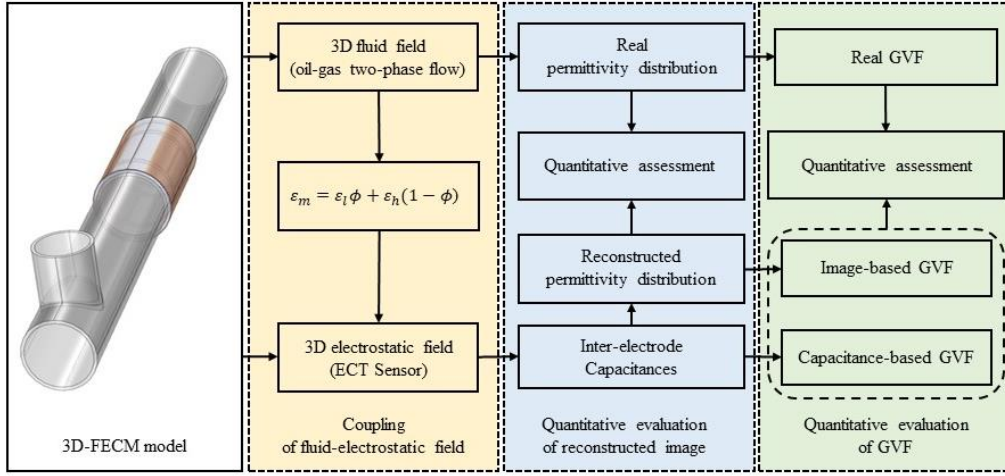 3D-FECM model
3D fluid field
(oil-gas two-phase flow)
εₘ = εₗϕ + εₕ(1 − ϕ)
3D electrostatic field
(ECT Sensor)
Coupling
of fluid-electrostatic field
Real
permittivity distribution
Quantitative assessment
Reconstructed
permittivity distribution
Inter-electrode
Capacitances
Quantitative evaluation
of reconstructed image
Real GVF
Quantitative assessment
Image-based GVF
Capacitance-based GVF
Quantitative evaluation
of GVF